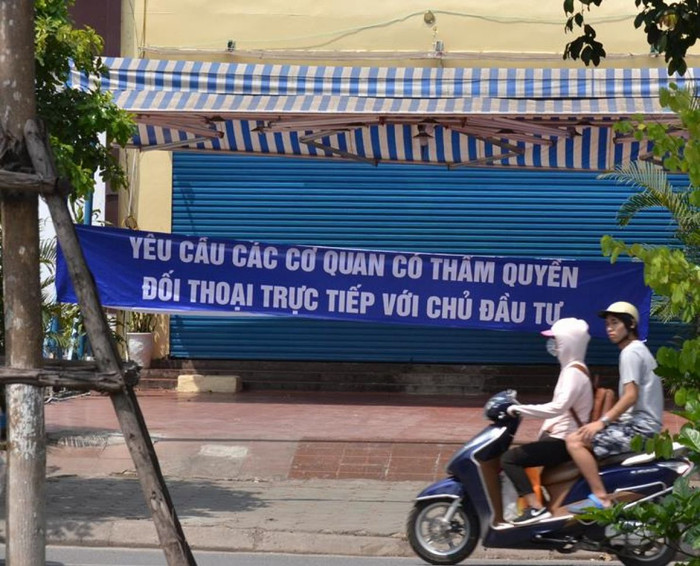 YÊU CẦU CÁC CƠ QUAN CÓ THẨM QUYỀN
ĐỐI THOẠI TRỰC TIẾP VỚI CHỦ ĐẦU TƯ